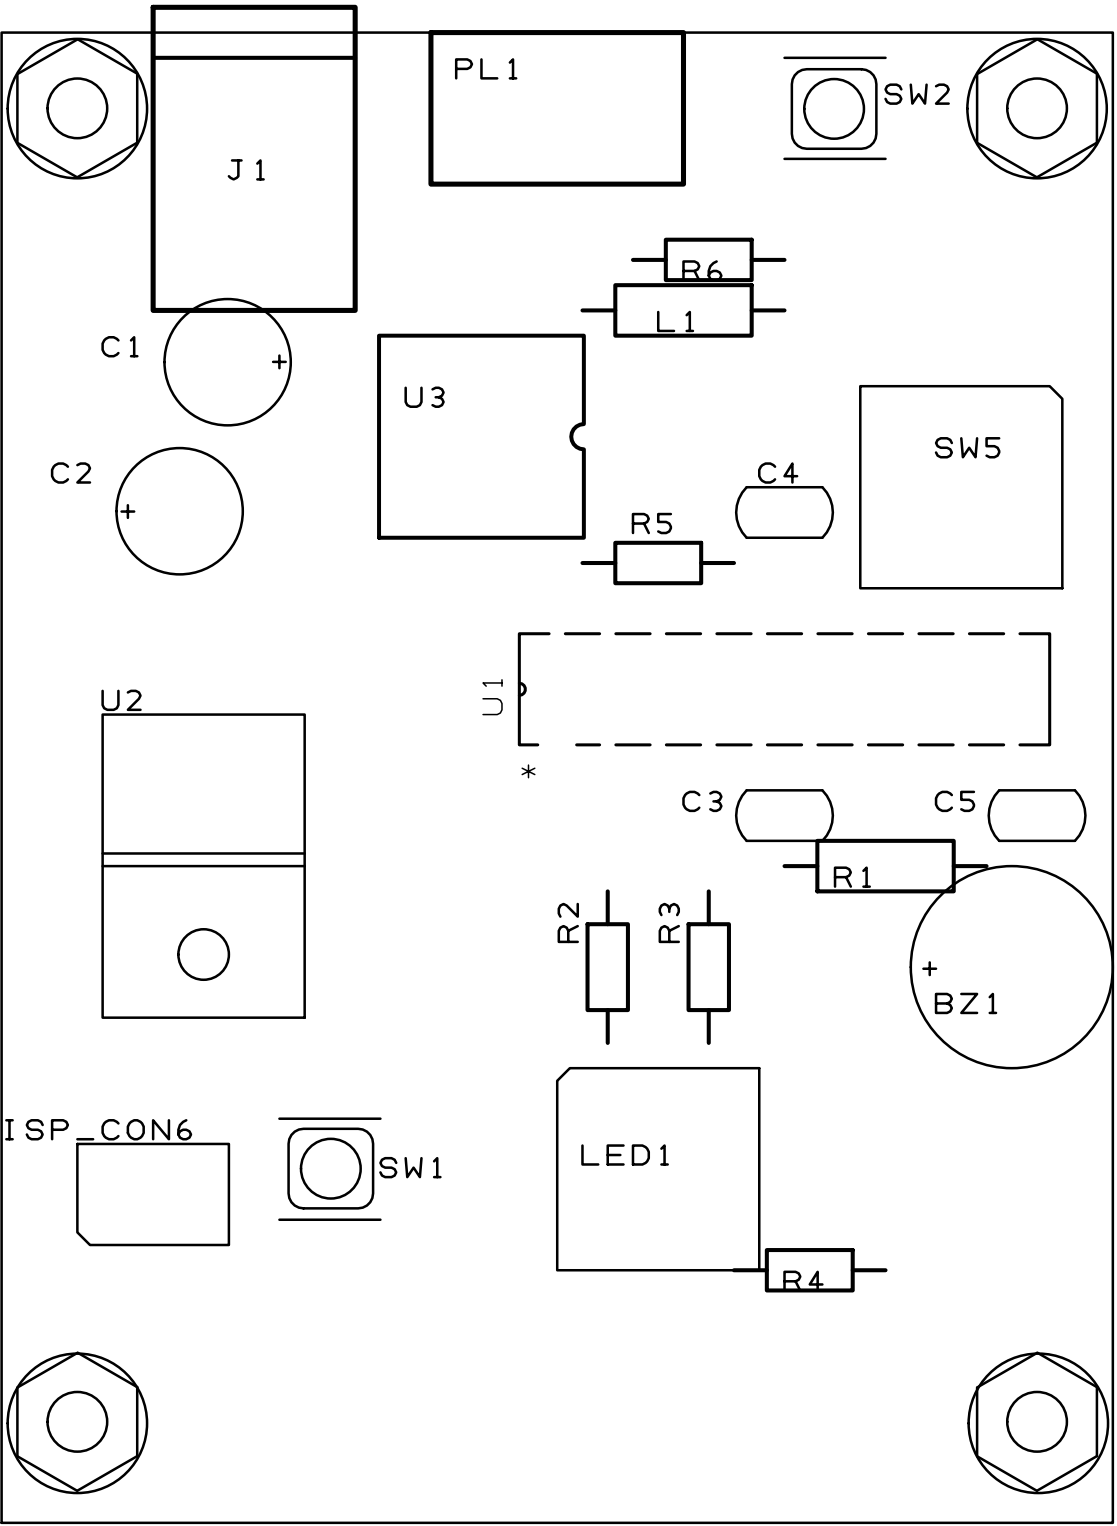 PL1
SW2
J1
R6
L1
C1
+
U3
SW5
C2
C4
+
R5
U1
U2
*
C3
C5
R1
R2
R3
+
BZ1
ISP_CON6
LED1
SW1
R4